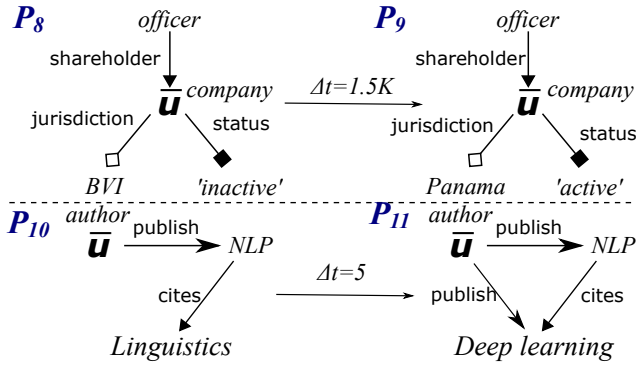 P8 officer P9 officer
shareholder shareholder
u company Δt=1.5K u company
jurisdiction status jurisdiction status
BVI 'inactive' Panama 'active'
P10 author publish P11 author publish
u NLP u NLP
cites Δt=5 publish cites
Linguistics Deep learning